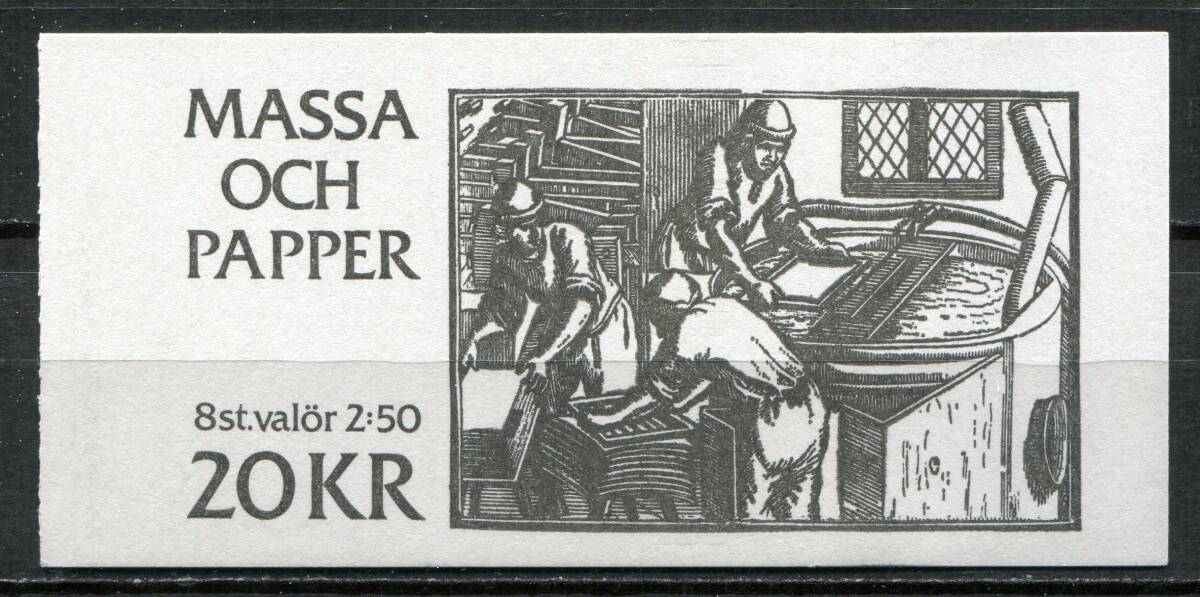 MASSA
OCH
PAPPER
8st.valör 2:50
20KR